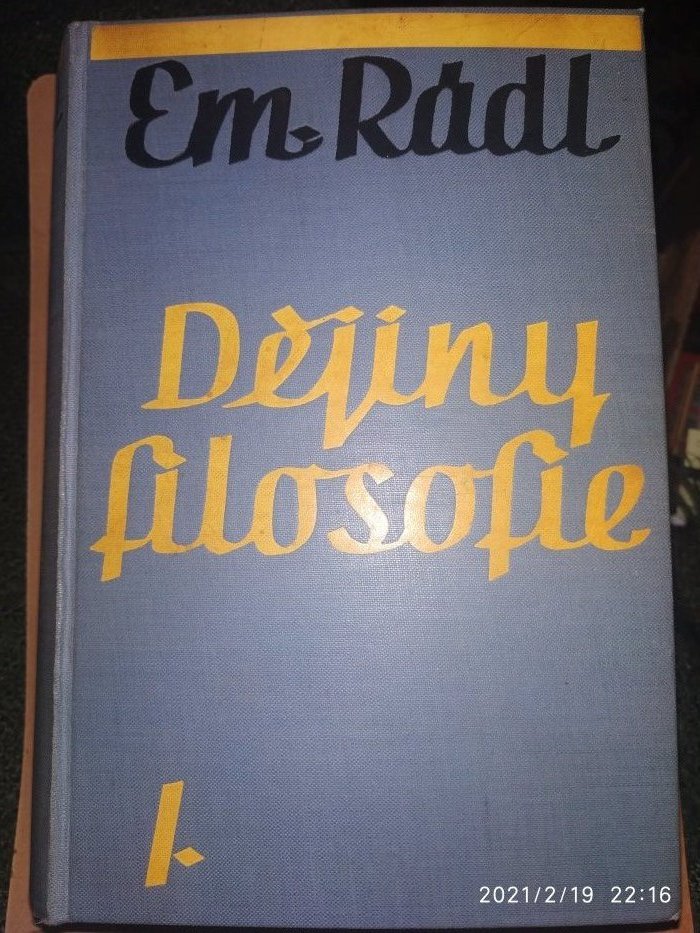 Em. Rádl
Dějiny
filosofie
I.
2021/2/19 22:16